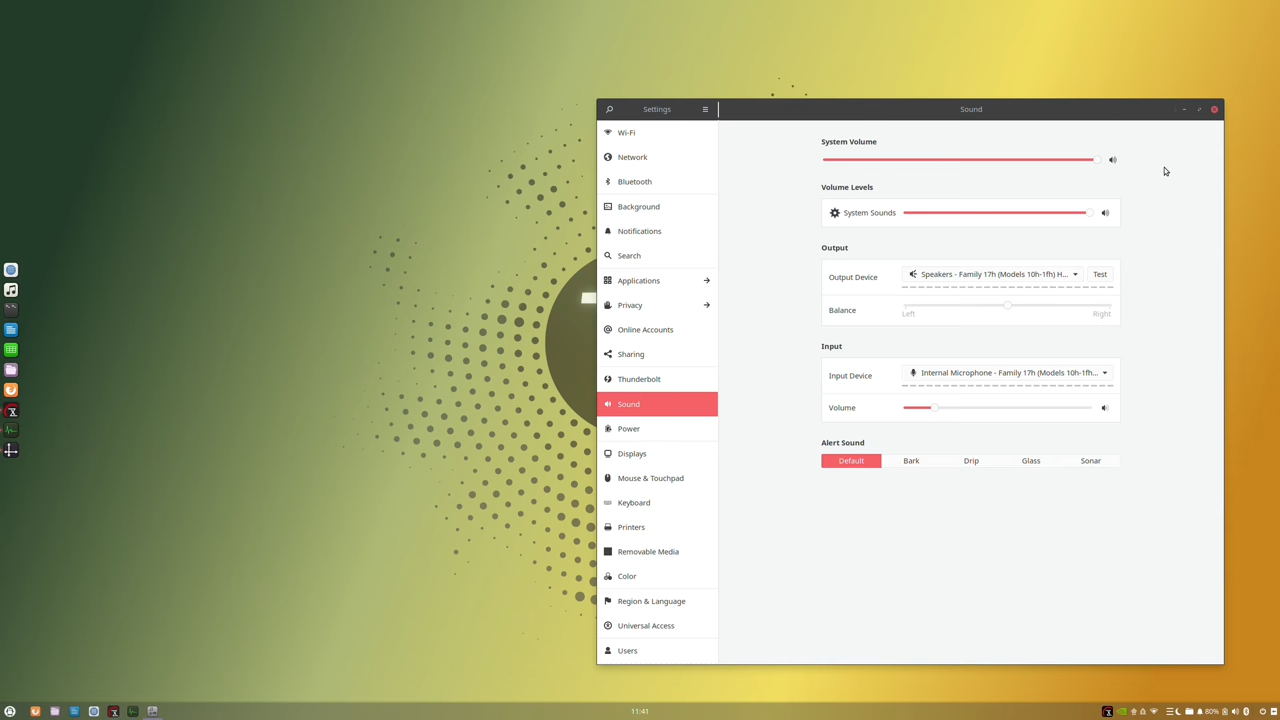 Settings
Sound
Wi-Fi
Network
Bluetooth
Background
Notifications
Search
Applications
Privacy
Online Accounts
Sharing
Thunderbolt
Sound
Power
Displays
Mouse & Touchpad
Keyboard
Printers
Removable Media
Color
Region & Language
Universal Access
Users
System Volume
Volume Levels
System Sounds
Output
Output Device
Speakers - Family 17h (Models 10h-1fh) H...
Test
Balance
Left
Right
Input
Input Device
Internal Microphone - Family 17h (Models 10h-1fh...
Volume
Alert Sound
Default
Bark
Drip
Glass
Sonar
11:41
80%